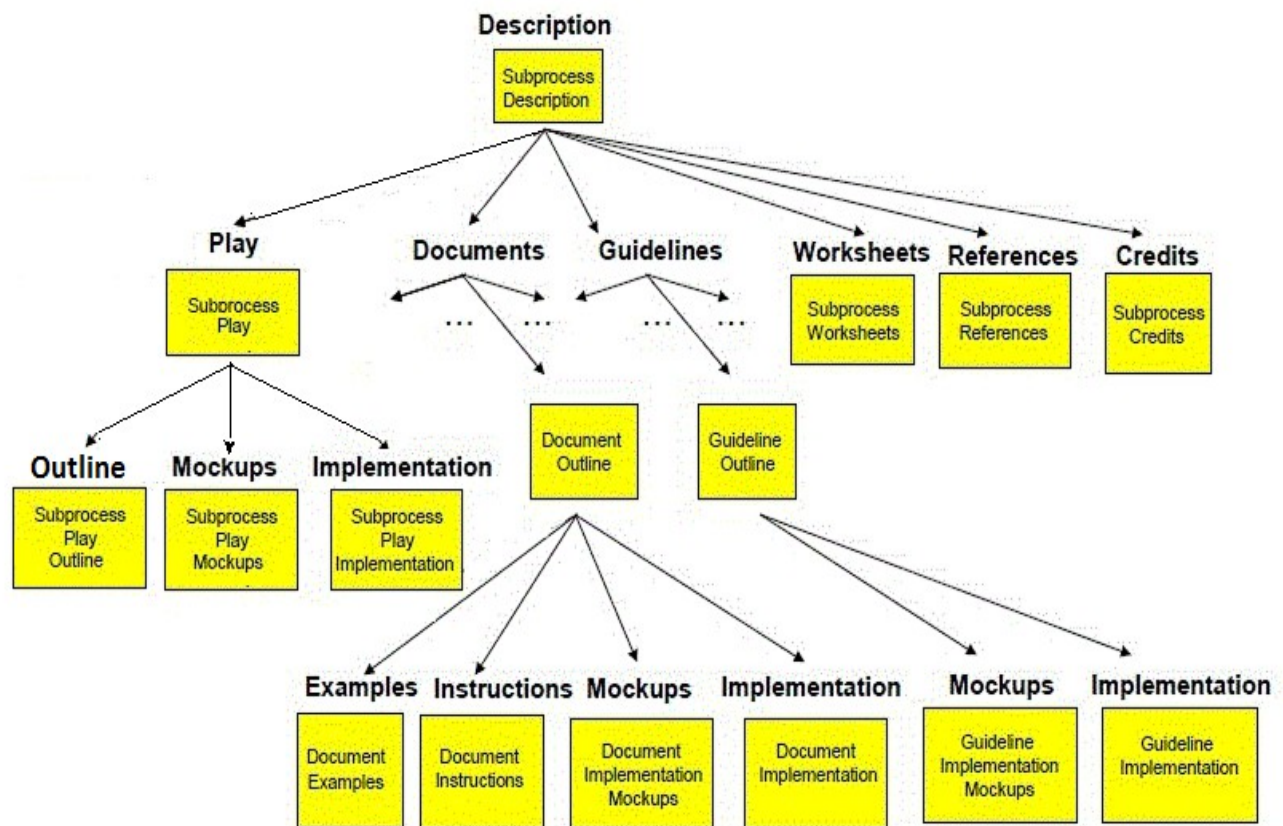 Description
Subprocess
Description
Play
Documents
Guidelines
Worksheets
References
Credits
Subprocess
Play
... ...
... ...
Subprocess
Worksheets
Subprocess
References
Subprocess
Credits
Document
Outline
Guideline
Outline
Outline
Mockups
Implementation
Subprocess
Play
Outline
Subprocess
Play
Mockups
Subprocess
Play
Implementation
Examples
Instructions
Mockups
Implementation
Mockups
Implementation
Document
Examples
Document
Instructions
Document
Implementation
Mockups
Document
Implementation
Guideline
Implementation
Mockups
Guideline
Implementation